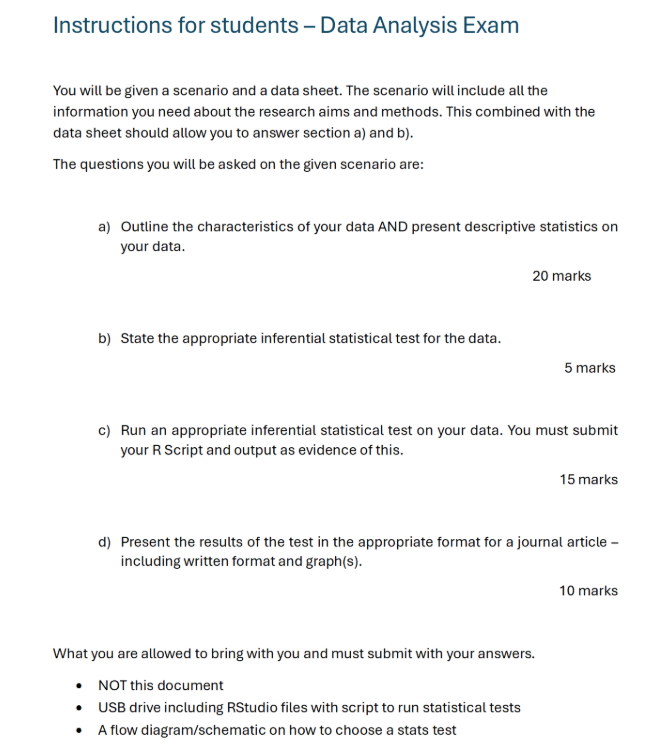 Instructions for students – Data Analysis Exam
You will be given a scenario and a data sheet. The scenario will include all the
information you need about the research aims and methods. This combined with the
data sheet should allow you to answer section a) and b).
The questions you will be asked on the given scenario are:
a) Outline the characteristics of your data AND present descriptive statistics on
your data.
20 marks
b) State the appropriate inferential statistical test for the data.
5 marks
c) Run an appropriate inferential statistical test on your data. You must submit
your R Script and output as evidence of this.
15 marks
d) Present the results of the test in the appropriate format for a journal article –
including written format and graph(s).
10 marks
What you are allowed to bring with you and must submit with your answers.
• NOT this document
• USB drive including RStudio files with script to run statistical tests
• A flow diagram/schematic on how to choose a stats test